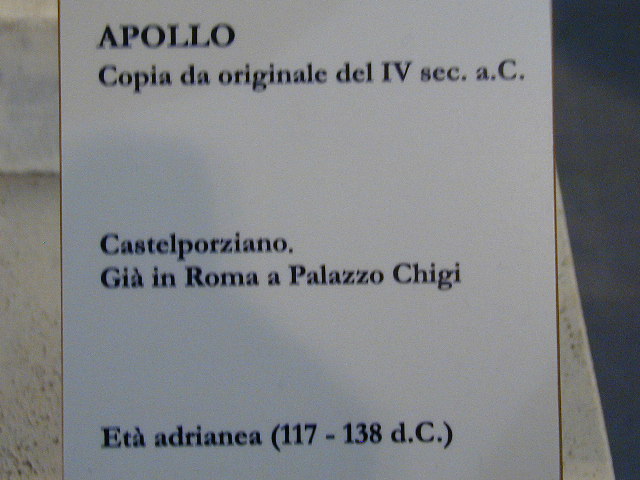 APOLLO
Copia da originale del IV sec. a.C.
Castelporziano.
Già in Roma a Palazzo Chigi
Età adrianea (117 - 138 d.C.)